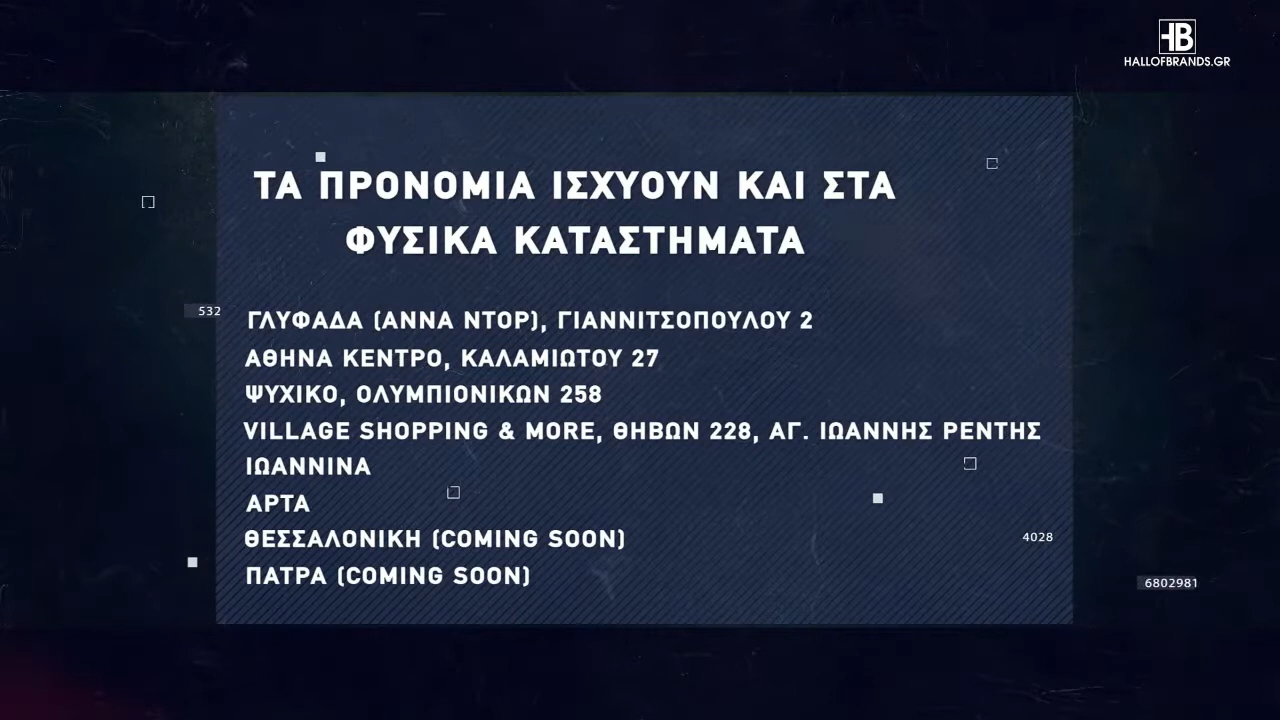 HB
HALLOFBRANDS.GR
ΤΑ ΠΡΟΝΟΜΙΑ ΙΣΧΥΟΥΝ ΚΑΙ ΣΤΑ
ΦΥΣΙΚΑ ΚΑΤΑΣΤΗΜΑΤΑ
532
ΓΛΥΦΑΔΑ (ΑΝΝΑ ΝΤΟΡ), ΓΙΑΝΝΙΤΣΟΠΟΥΛΟΥ 2
ΑΘΗΝΑ ΚΕΝΤΡΟ, ΚΑΛΑΜΙΩΤΟΥ 27
ΨΥΧΙΚΟ, ΟΛΥΜΠΙΟΝΙΚΩΝ 258
VILLAGE SHOPPING & MORE, ΘΗΒΩΝ 228, ΑΓ. ΙΩΑΝΝΗΣ ΡΕΝΤΗΣ
ΙΩΑΝΝΙΝΑ
ΑΡΤΑ
ΘΕΣΣΑΛΟΝΙΚΗ (COMING SOON)
4028
ΠΑΤΡΑ (COMING SOON)
6802981